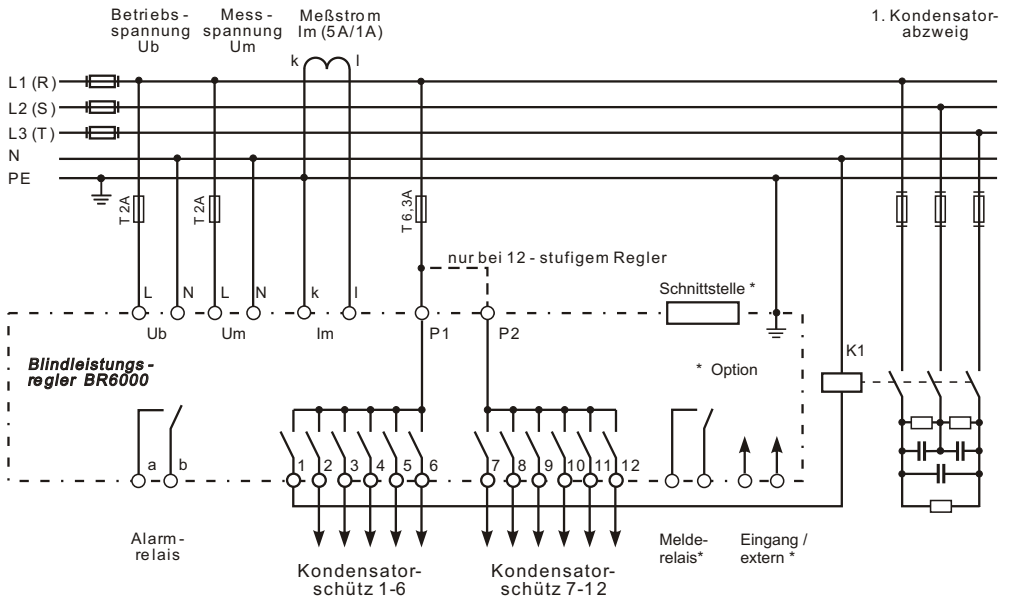 Betriebs-
spannung
Ub
Mess-
spannung
Um
Meßstrom
Im (5A/1A)
1. Kondensator-
abzweig
k l
L1 (R)
L2 (S)
L3 (T)
N
PE
T 2A
T 2A
T 6,3A
nur bei 12 - stufigem Regler
L N L N k l
Schnittstelle *
Ub Um Im P1 P2
K1
Blindleistungs-
regler BR6000
* Option
a b
1 2 3 4 5 6 7 8 9 10 11 12
Alarm-
relais
Melde-
relais*
Eingang /
extern *
Kondensator-
schütz 1-6
Kondensator-
schütz 7-12